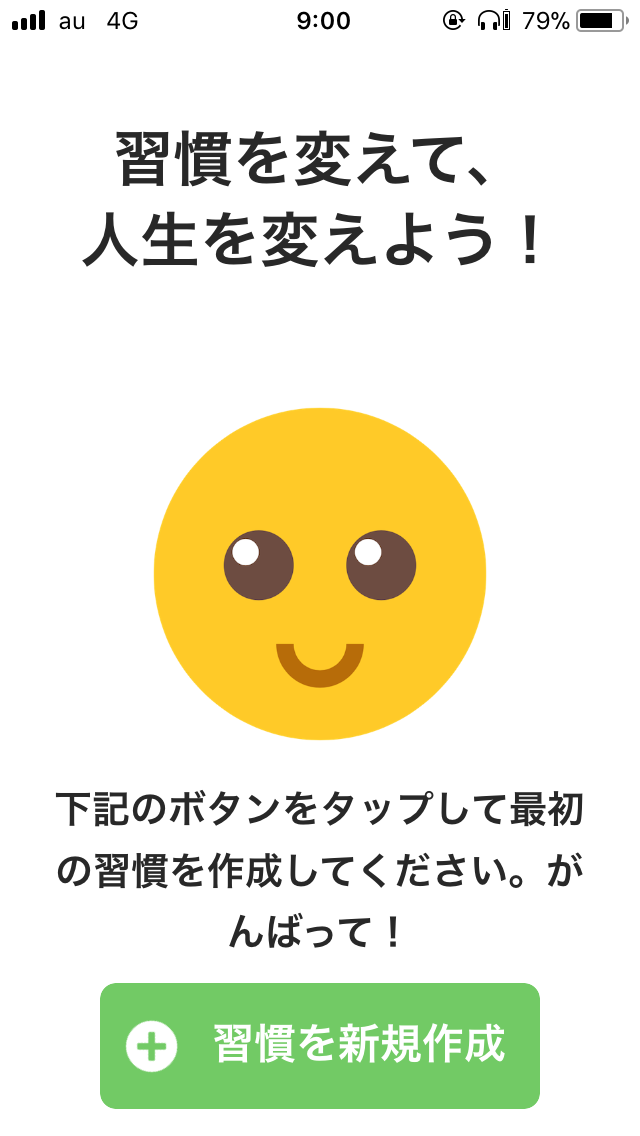 au 4G 9:00 79%
習慣を変えて、
人生を変えよう！
下記のボタンをタップして最初
の習慣を作成してください。が
んばって！
習慣を新規作成